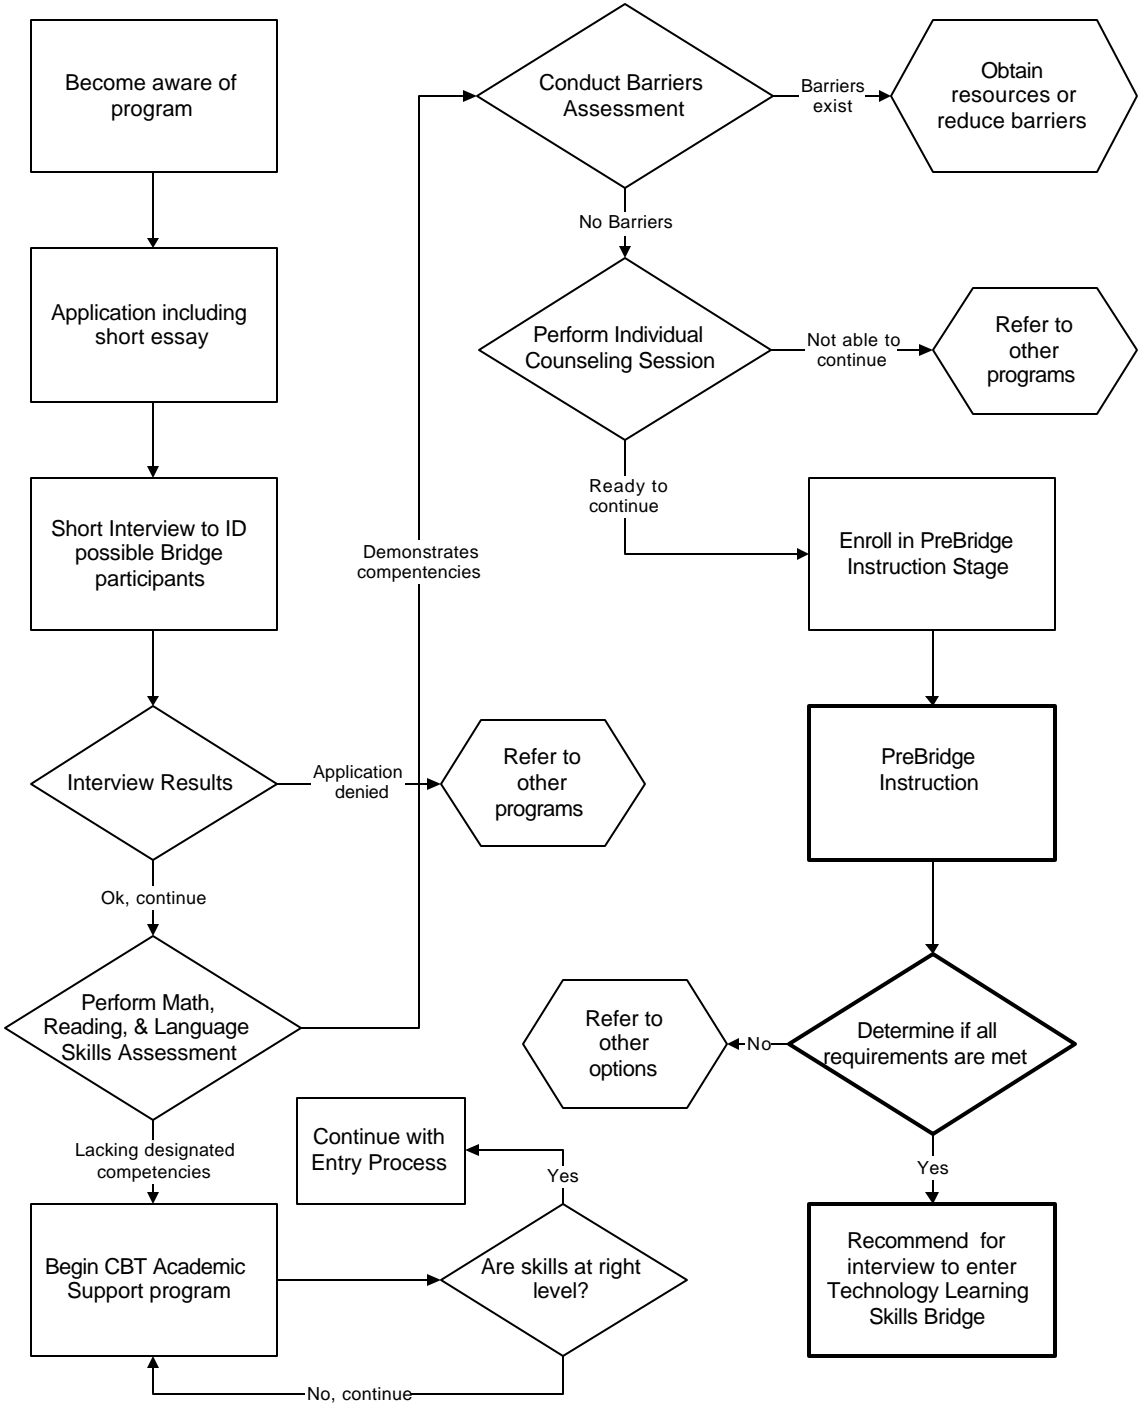 Become aware of
program
Application including
short essay
Short Interview to ID
possible Bridge
participants
Interview Results
Application
denied
Refer to
other
programs
Ok, continue
Perform Math,
Reading, & Language
Skills Assessment
Demonstrates
compentencies
Lacking designated
competencies
Begin CBT Academic
Support program
Are skills at right
level?
Yes
Continue with
Entry Process
No, continue
Conduct Barriers
Assessment
Barriers
exist
Obtain
resources or
reduce barriers
No Barriers
Perform Individual
Counseling Session
Not able to
continue
Refer to
other
programs
Ready to
continue
Enroll in PreBridge
Instruction Stage
PreBridge
Instruction
Determine if all
requirements are met
No
Refer to
other
options
Yes
Recommend for
interview to enter
Technology Learning
Skills Bridge